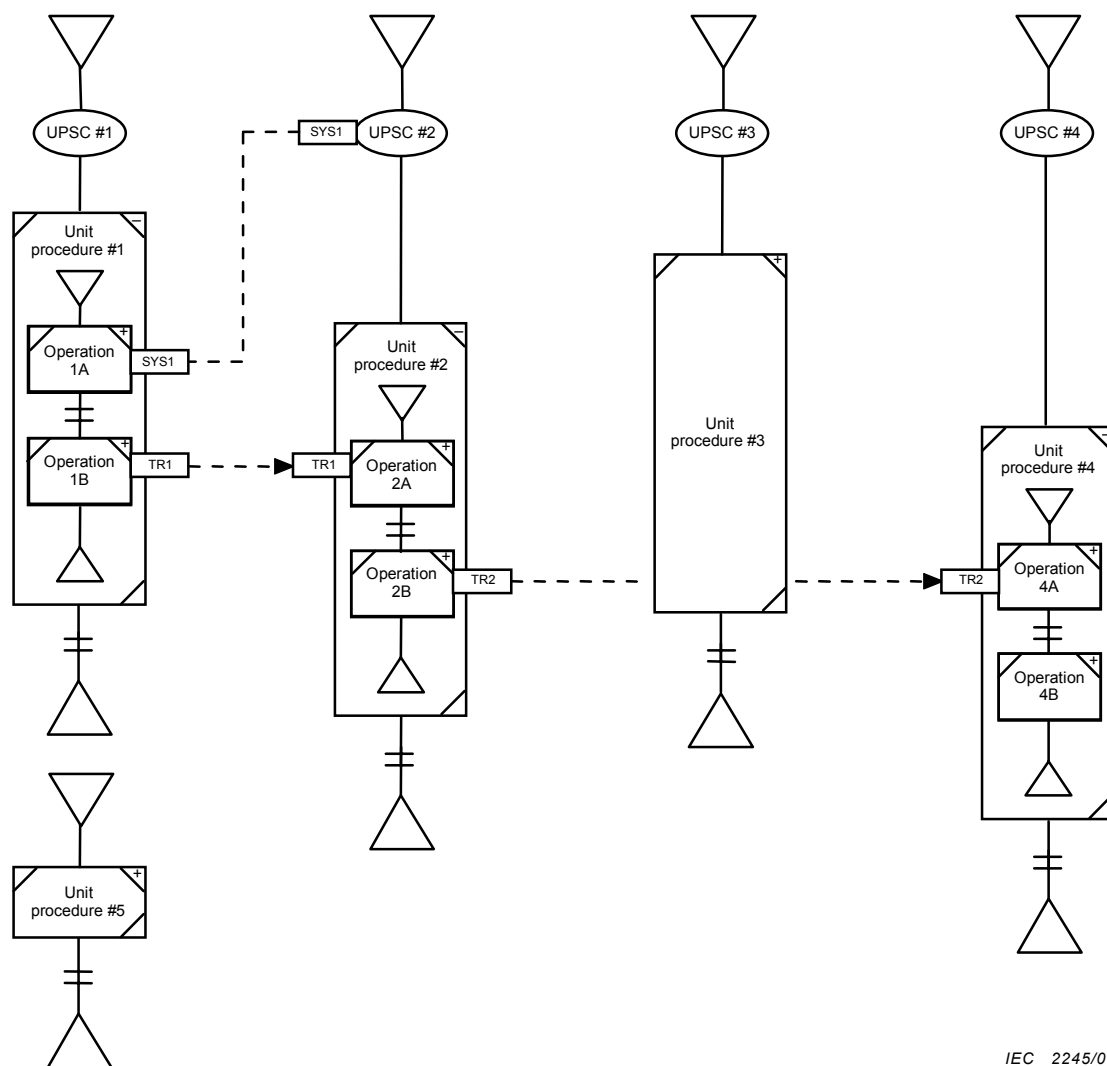 UPSC #1
SYS1
UPSC #2
UPSC #3
UPSC #4
Unit
procedure #1
–
Operation
1A
+
SYS1
Operation
1B
+
TR1
Unit
procedure #2
–
TR1
Operation
2A
+
Operation
2B
+
TR2
Unit
procedure #3
+
Unit
procedure #4
–
TR2
Operation
4A
+
Operation
4B
+
Unit
procedure #5
+
IEC 2245/0